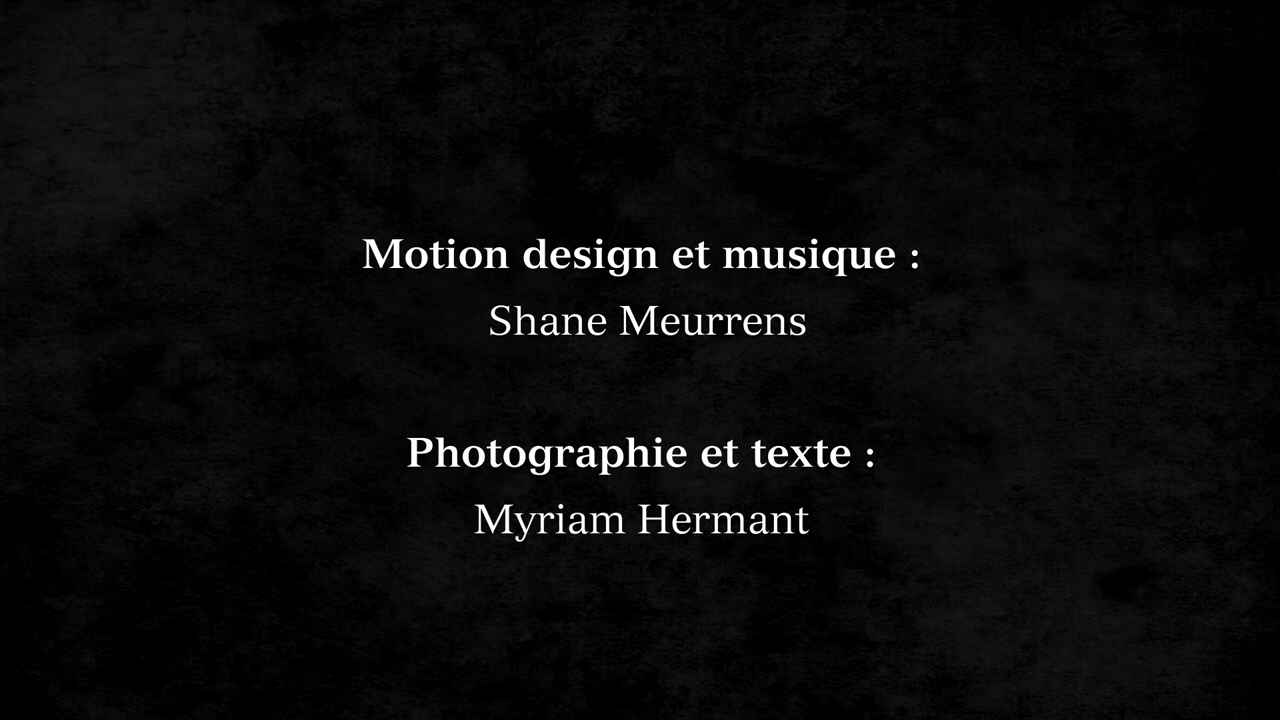 Motion design et musique :
Shane Meurrens
Photographie et texte :
Myriam Hermant